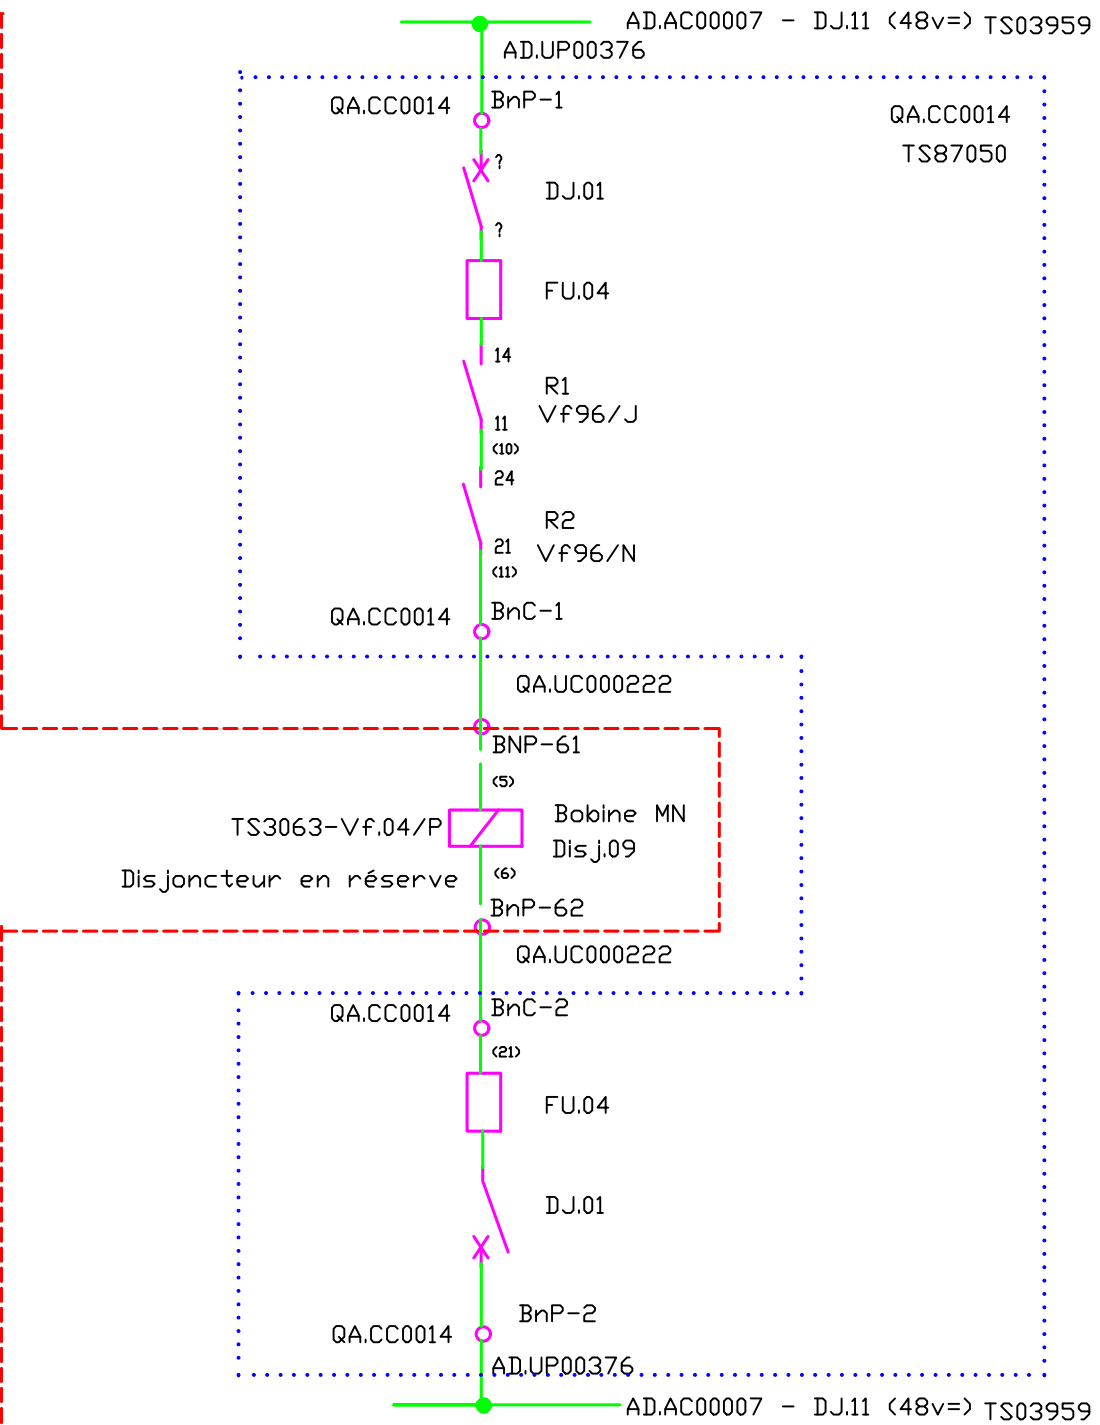 AD.AC00007 - DJ.11 (48v=) TS03959
AD.UP00376
QA.CC0014 BnP-1
QA.CC0014
TS87050
?
DJ.01
?
FU.04
14
R1
Vf96/J
11
(10)
24
R2
21
Vf96/N
(11)
QA.CC0014 BnC-1
QA.UC000222
BNP-61
(5)
TS3063-Vf.04/P
Bobine MN
Disj.09
Disjoncteur en réserve
(6)
BnP-62
QA.UC000222
QA.CC0014 BnC-2
(21)
FU.04
DJ.01
BnP-2
QA.CC0014
AD.UP00376
AD.AC00007 - DJ.11 (48v=) TS03959